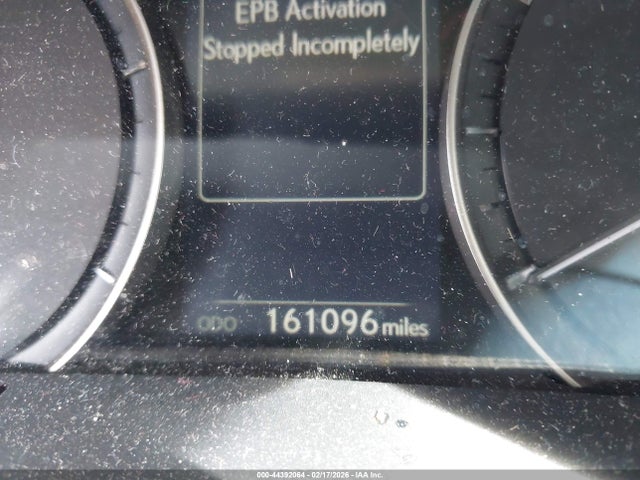 EPB Activation
Stopped Incompletely
ODO 161096 miles
000-44392064 - 02/17/2026 - IAA Inc.